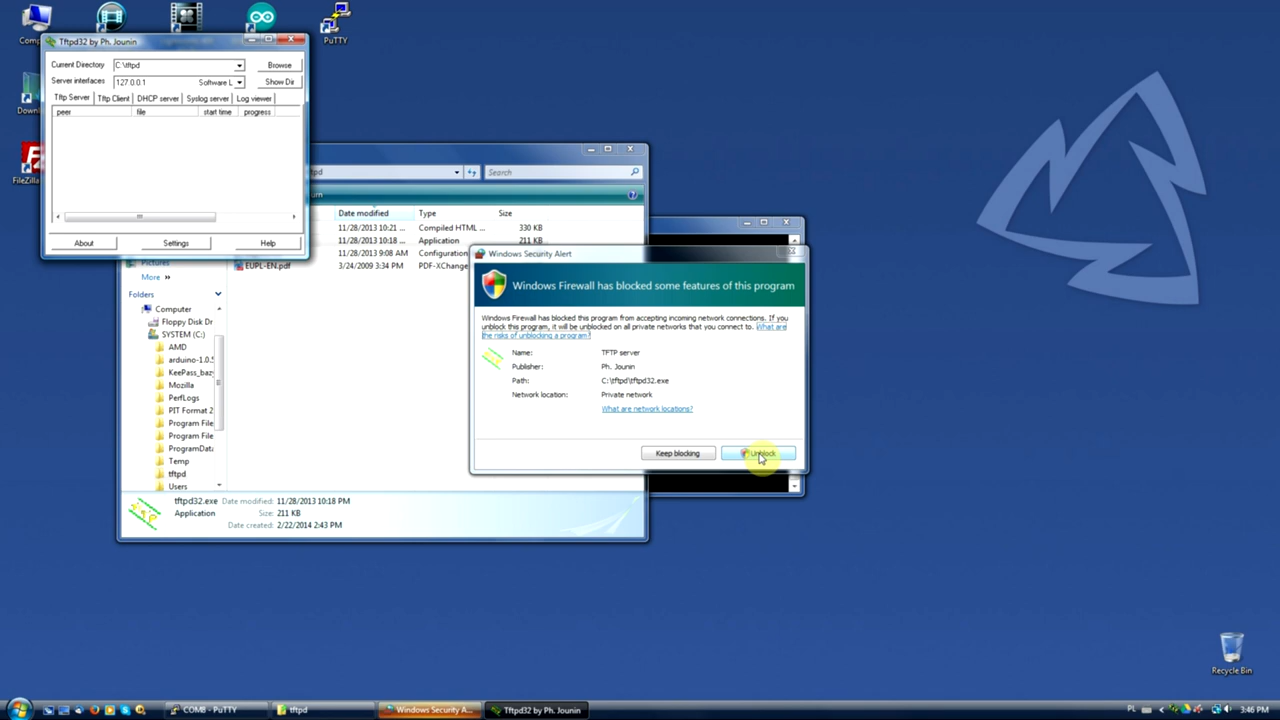 Comp
PuTTY
Downl
FileZilla
Tftpd32 by Ph. Jounin
Current Directory C:\tftpd Browse
Server interfaces 127.0.0.1 Software L Show Dir
Tftp Server Tftp Client DHCP server Syslog server Log viewer
peer file start time progress
About Settings Help
tftpd Search
Date modified Type Size
11/28/2013 10:21 ... Compiled HTML ... 330 KB
11/28/2013 10:18 ... Application 211 KB
11/28/2013 9:08 AM Configuration
EUPL-EN.pdf 3/24/2009 3:34 PM PDF-XChange
Pictures
More »
Folders
Computer
Floppy Disk Dr
SYSTEM (C:)
AMD
arduino-1.0.5
KeePass_bazy
Mozilla
PerfLogs
PIT Format 2
Program File
Program File
ProgramData
Temp
tftpd
Users
tftpd32.exe Date modified: 11/28/2013 10:18 PM
Application Size: 211 KB
Date created: 2/22/2014 2:43 PM
Windows Security Alert
Windows Firewall has blocked some features of this program
Windows Firewall has blocked this program from accepting incoming network connections. If you
unblock this program, it will be unblocked on all private networks that you connect to. What are
the risks of unblocking a program?
Name: TFTP server
Publisher: Ph. Jounin
Path: C:\tftpd\tftpd32.exe
Network location: Private network
What are network locations?
Keep blocking Unblock
Recycle Bin
COM8 - PuTTY tftpd Windows Security A... Tftpd32 by Ph. Jounin PL 3:46 PM